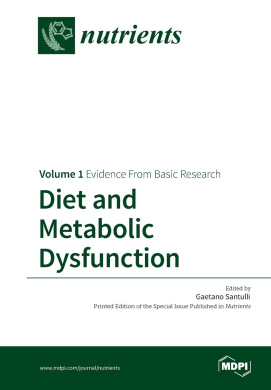 nutrients
Volume 1 Evidence From Basic Research
Diet and
Metabolic
Dysfunction
Edited by
Gaetano Santulli
Printed Edition of the Special Issue Published in Nutrients
www.mdpi.com/journal/nutrients
MDPI